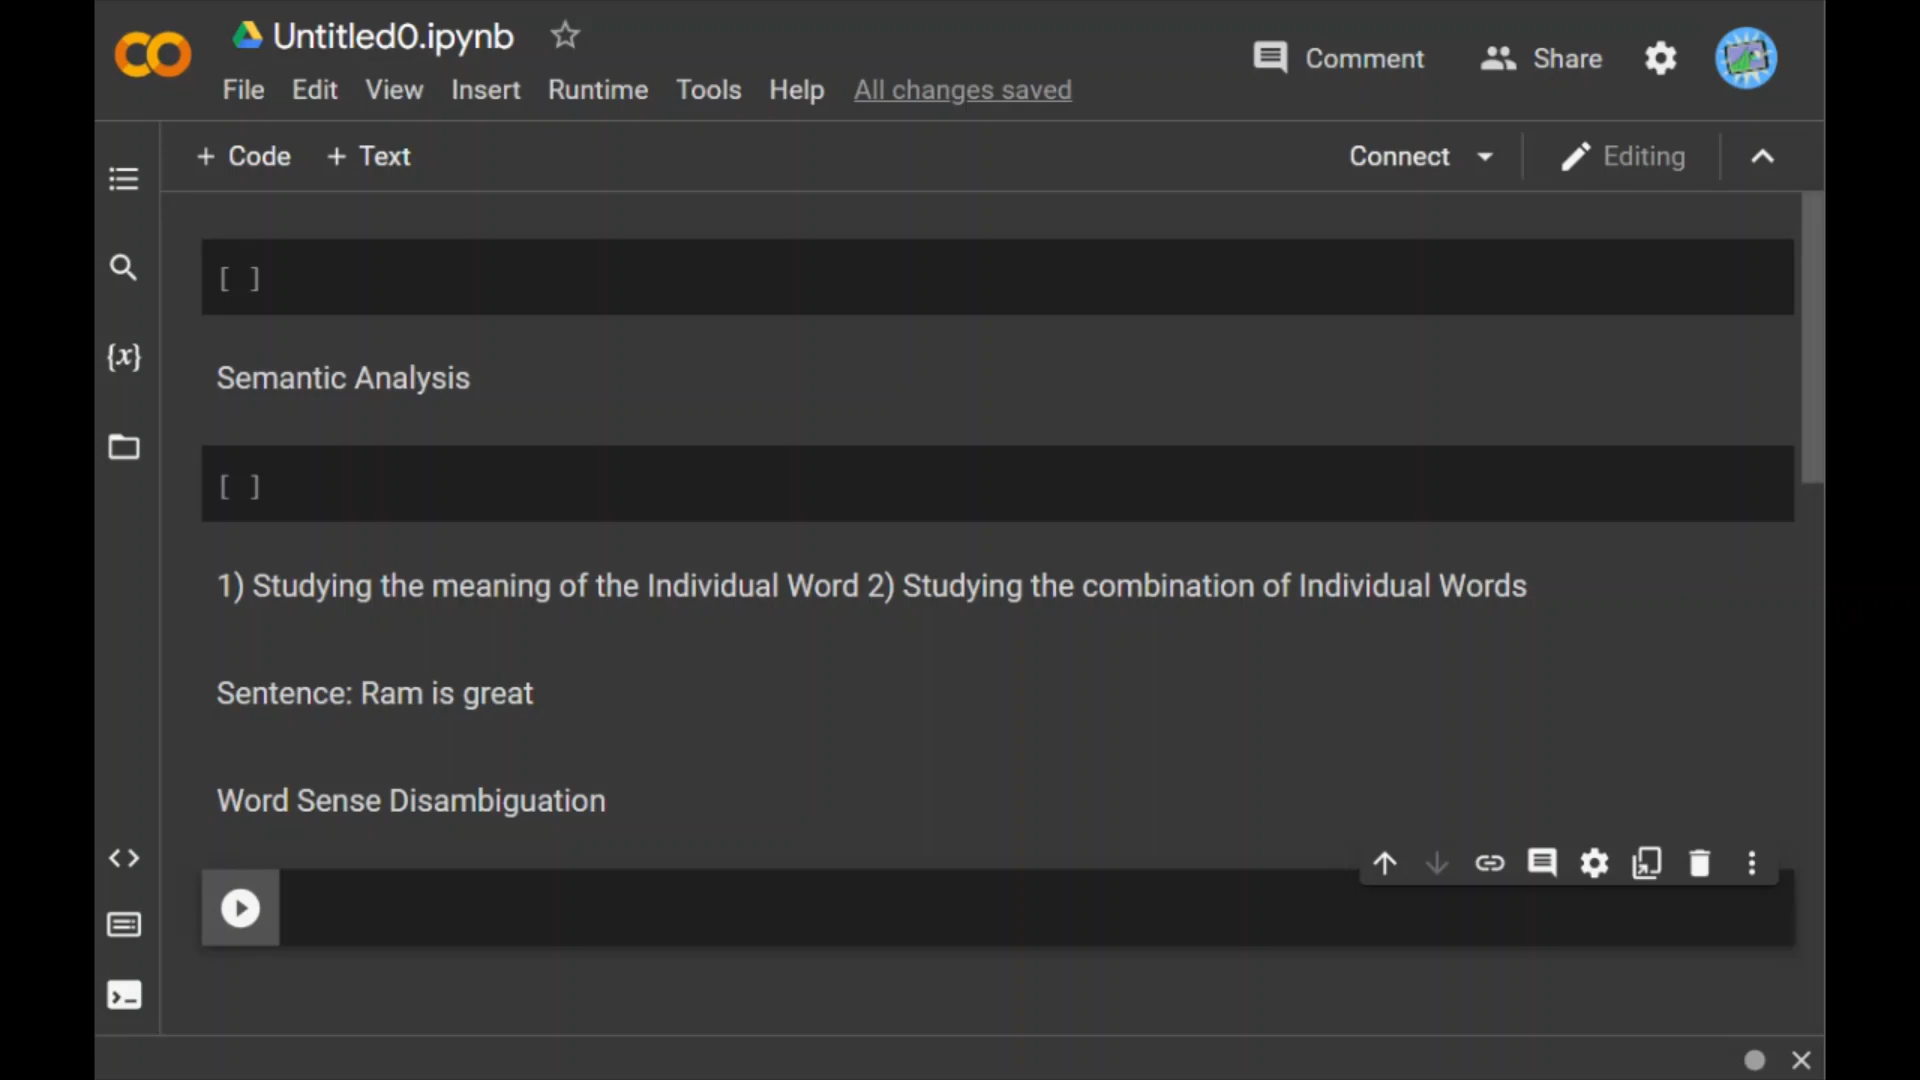 Untitled0.ipynb
Comment
Share
File Edit View Insert Runtime Tools Help All changes saved
+ Code + Text
Connect
Editing
[ ]
{x}
Semantic Analysis
[ ]
1) Studying the meaning of the Individual Word 2) Studying the combination of Individual Words
Sentence: Ram is great
Word Sense Disambiguation